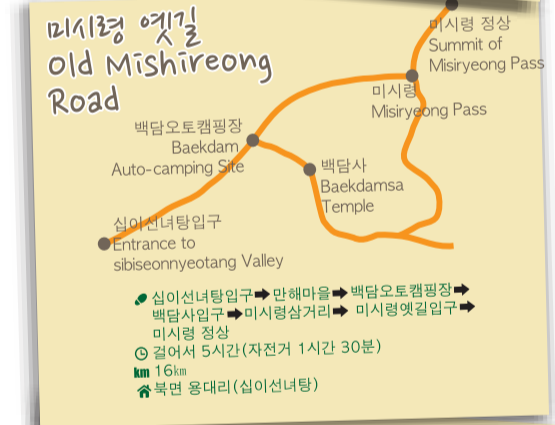 미시령 옛길
Old Mishireong
Road
미시령 정상
Summit of
Misiryeong Pass
미시령
Misiryeong Pass
백담오토캠핑장
Baekdam
Auto-camping Site
백담사
Baekdamsa
Temple
십이선녀탕입구
Entrance to
sibiseonnyeotang Valley
십이선녀탕입구➡만해마을➡백담오토캠핑장➡
백담사입구➡미시령삼거리➡ 미시령옛길입구➡
미시령 정상
걸어서 5시간(자전거 1시간 30분)
km 16㎞
북면 용대리(십이선녀탕)